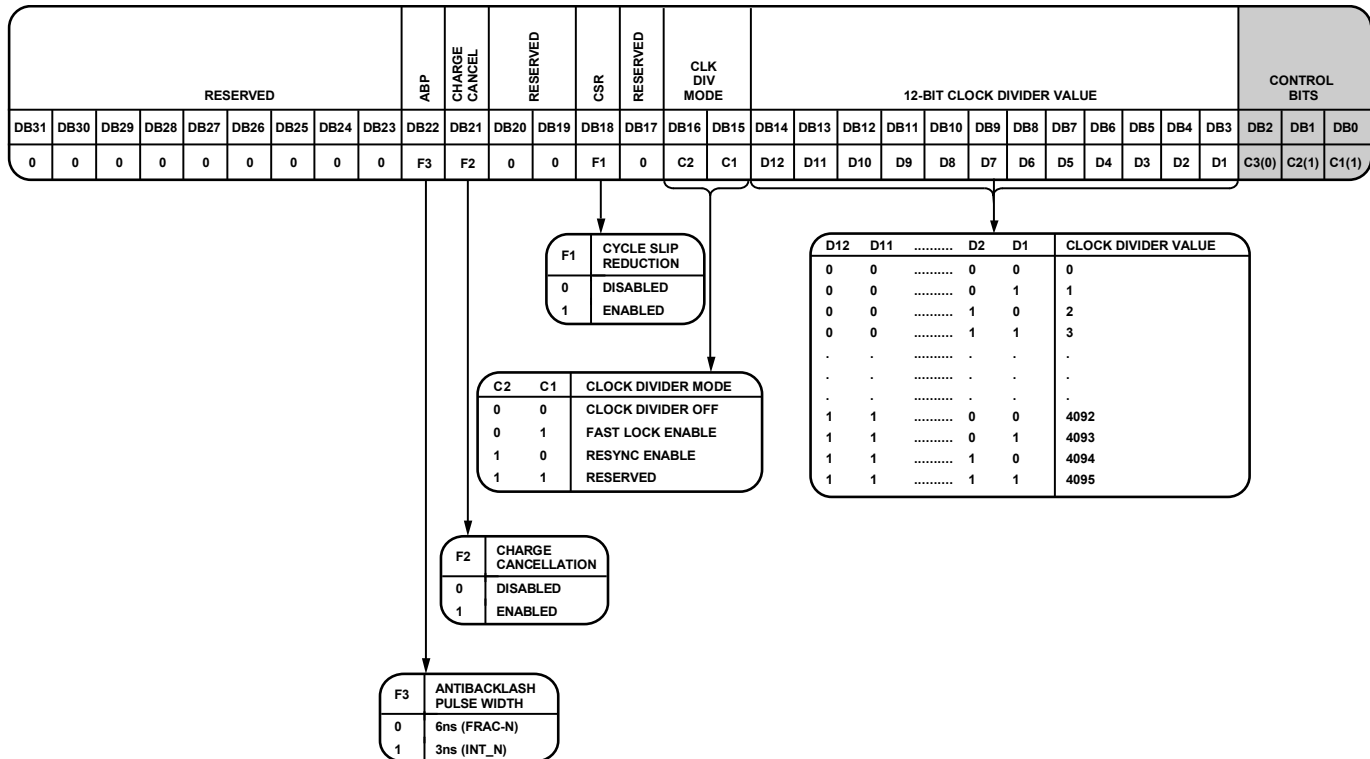 RESERVED ABP CHARGE CANCEL RESERVED CSR RESERVED CLK DIV MODE 12-BIT CLOCK DIVIDER VALUE CONTROL BITS
DB31 DB30 DB29 DB28 DB27 DB26 DB25 DB24 DB23 DB22 DB21 DB20 DB19 DB18 DB17 DB16 DB15 DB14 DB13 DB12 DB11 DB10 DB9 DB8 DB7 DB6 DB5 DB4 DB3 DB2 DB1 DB0
0 0 0 0 0 0 0 0 0 F3 F2 0 0 F1 0 C2 C1 D12 D11 D10 D9 D8 D7 D6 D5 D4 D3 D2 D1 C3(0) C2(1) C1(1)
F1 CYCLE SLIP
REDUCTION
0 DISABLED
1 ENABLED
D12 D11 .......... D2 D1 CLOCK DIVIDER VALUE
0 0 .......... 0 0 0
0 0 .......... 0 1 1
0 0 .......... 1 0 2
0 0 .......... 1 1 3
. . .......... . . .
. . .......... . . .
. . .......... . . .
1 1 .......... 0 0 4092
1 1 .......... 0 1 4093
1 1 .......... 1 0 4094
1 1 .......... 1 1 4095
C2 C1 CLOCK DIVIDER MODE
0 0 CLOCK DIVIDER OFF
0 1 FAST LOCK ENABLE
1 0 RESYNC ENABLE
1 1 RESERVED
F2 CHARGE
CANCELLATION
0 DISABLED
1 ENABLED
F3 ANTIBACKLASH
PULSE WIDTH
0 6ns (FRAC-N)
1 3ns (INT_N)